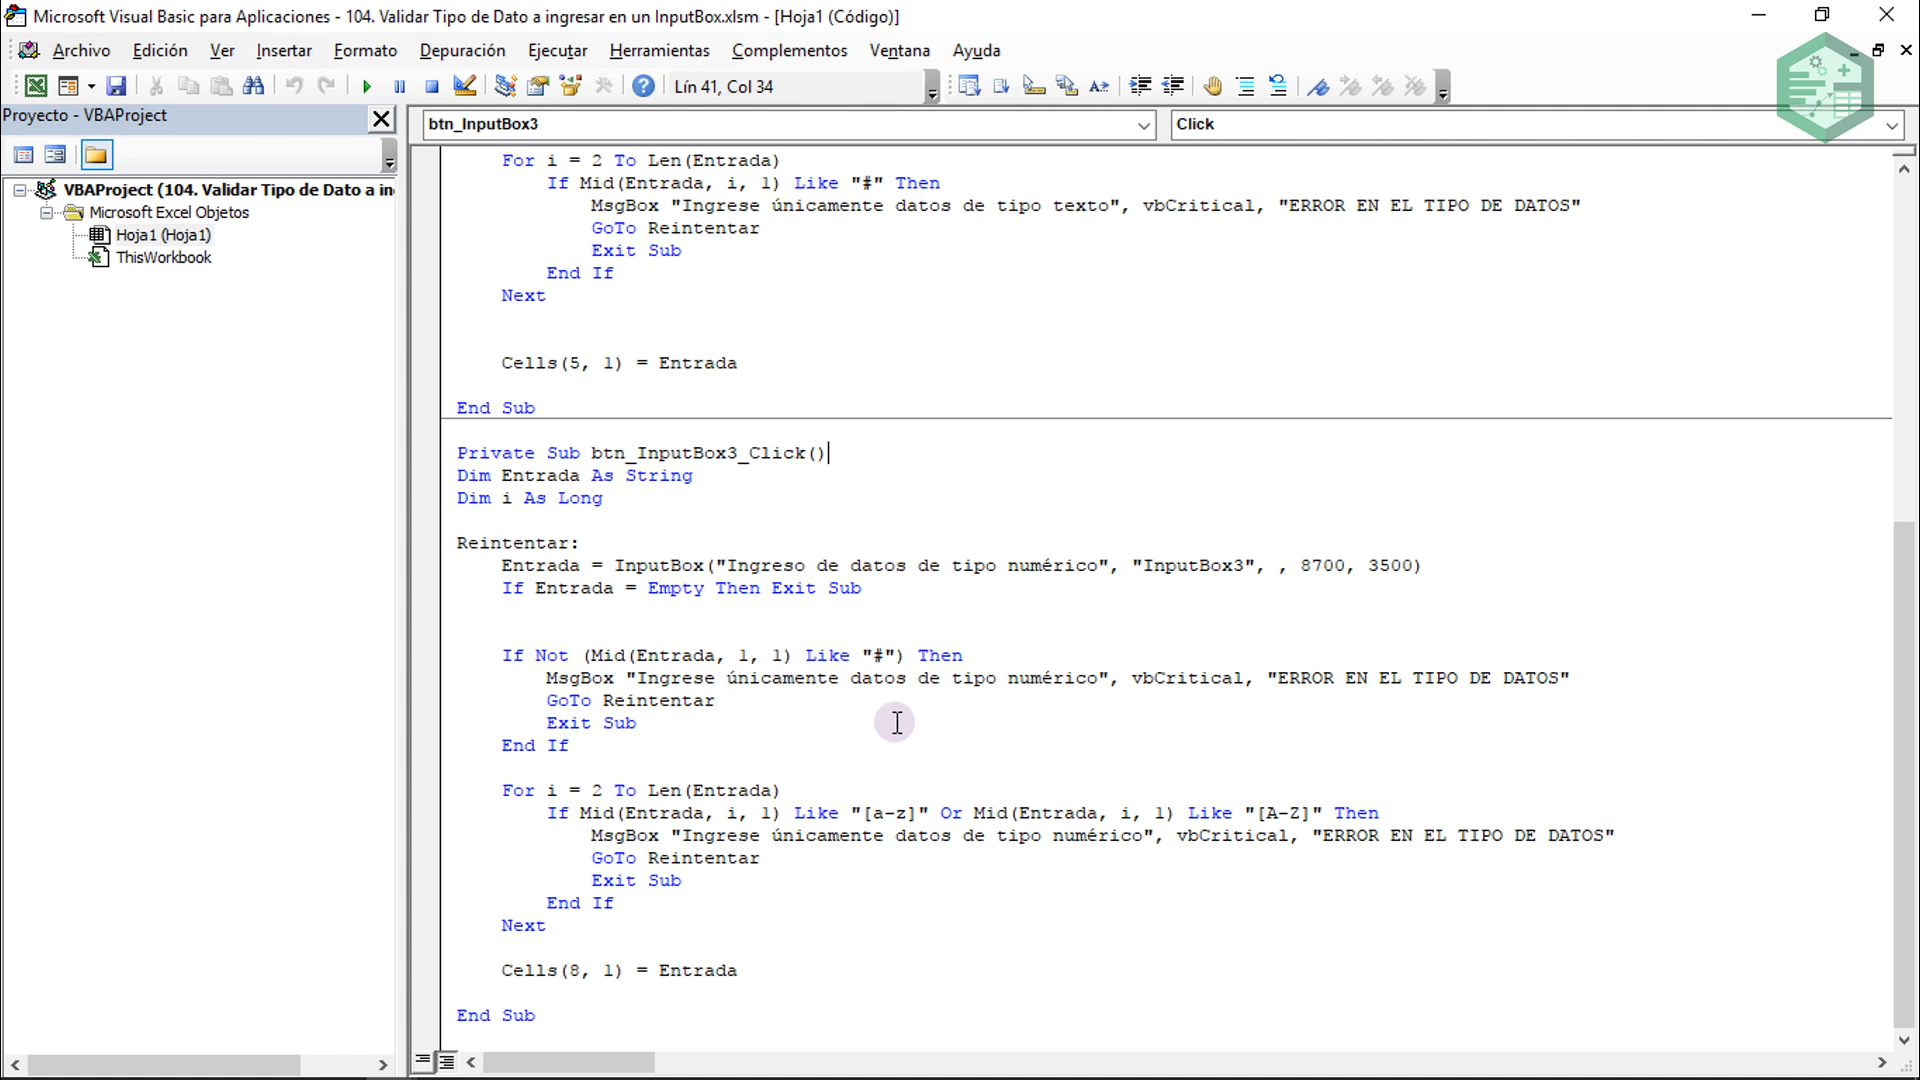 Microsoft Visual Basic para Aplicaciones - 104. Validar Tipo de Dato a ingresar en un InputBox.xlsm - [Hoja1 (Código)]
Archivo Edición Ver Insertar Formato Depuración Ejecutar Herramientas Complementos Ventana Ayuda
Lín 41, Col 34
Proyecto - VBAProject
btn_InputBox3
Click
VBAProject (104. Validar Tipo de Dato a in
Microsoft Excel Objetos
Hoja1 (Hoja1)
ThisWorkbook
For i = 2 To Len(Entrada)
If Mid(Entrada, i, 1) Like "#" Then
MsgBox "Ingrese únicamente datos de tipo texto", vbCritical, "ERROR EN EL TIPO DE DATOS"
GoTo Reintentar
Exit Sub
End If
Next
Cells(5, 1) = Entrada
End Sub
Private Sub btn_InputBox3_Click()
Dim Entrada As String
Dim i As Long
Reintentar:
Entrada = InputBox("Ingreso de datos de tipo numérico", "InputBox3", , 8700, 3500)
If Entrada = Empty Then Exit Sub
If Not (Mid(Entrada, 1, 1) Like "#") Then
MsgBox "Ingrese únicamente datos de tipo numérico", vbCritical, "ERROR EN EL TIPO DE DATOS"
GoTo Reintentar
Exit Sub
End If
For i = 2 To Len(Entrada)
If Mid(Entrada, i, 1) Like "[a-z]" Or Mid(Entrada, i, 1) Like "[A-Z]" Then
MsgBox "Ingrese únicamente datos de tipo numérico", vbCritical, "ERROR EN EL TIPO DE DATOS"
GoTo Reintentar
Exit Sub
End If
Next
Cells(8, 1) = Entrada
End Sub